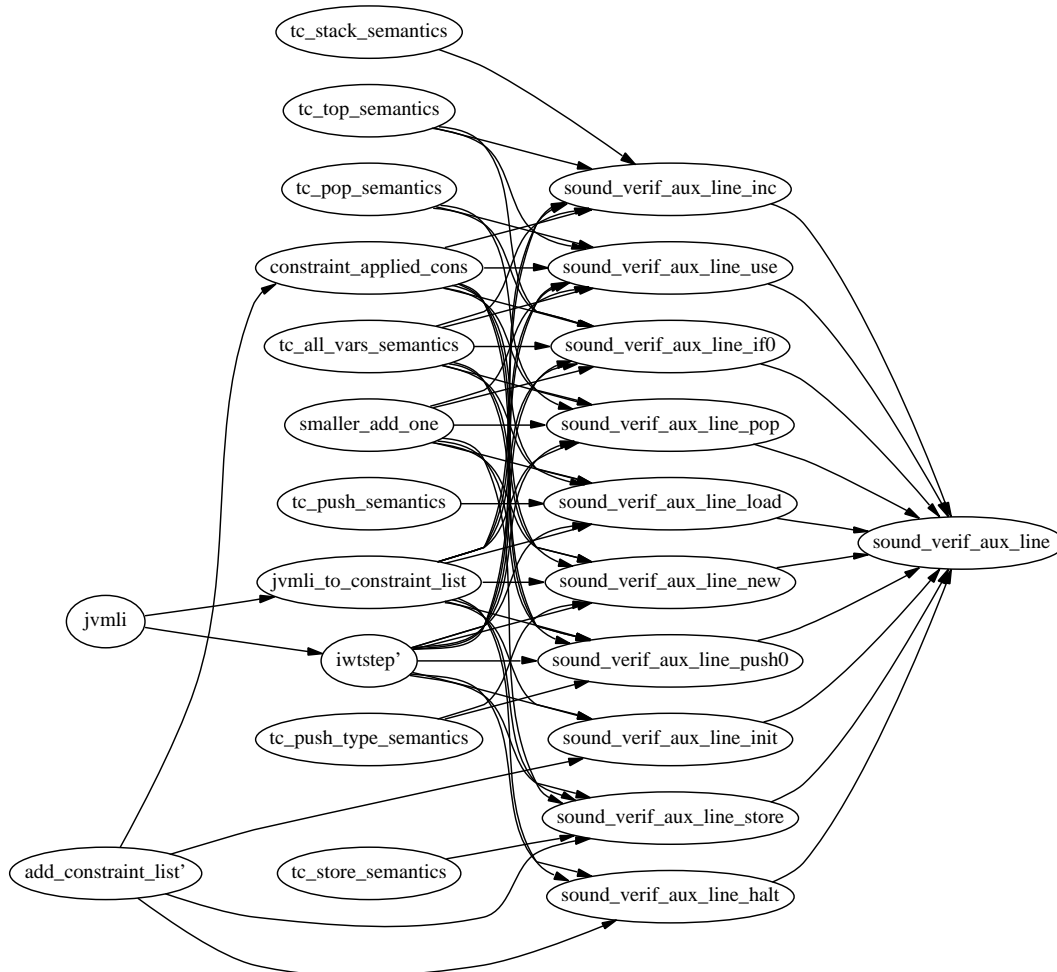 tc_stack_semantics
tc_top_semantics
tc_pop_semantics
sound_verif_aux_line_inc
constraint_applied_cons
sound_verif_aux_line_use
tc_all_vars_semantics
sound_verif_aux_line_if0
smaller_add_one
sound_verif_aux_line_pop
tc_push_semantics
sound_verif_aux_line_load
sound_verif_aux_line
jvmli_to_constraint_list
sound_verif_aux_line_new
jvmli
iwtstep’
sound_verif_aux_line_push0
tc_push_type_semantics
sound_verif_aux_line_init
sound_verif_aux_line_store
add_constraint_list’
tc_store_semantics
sound_verif_aux_line_halt